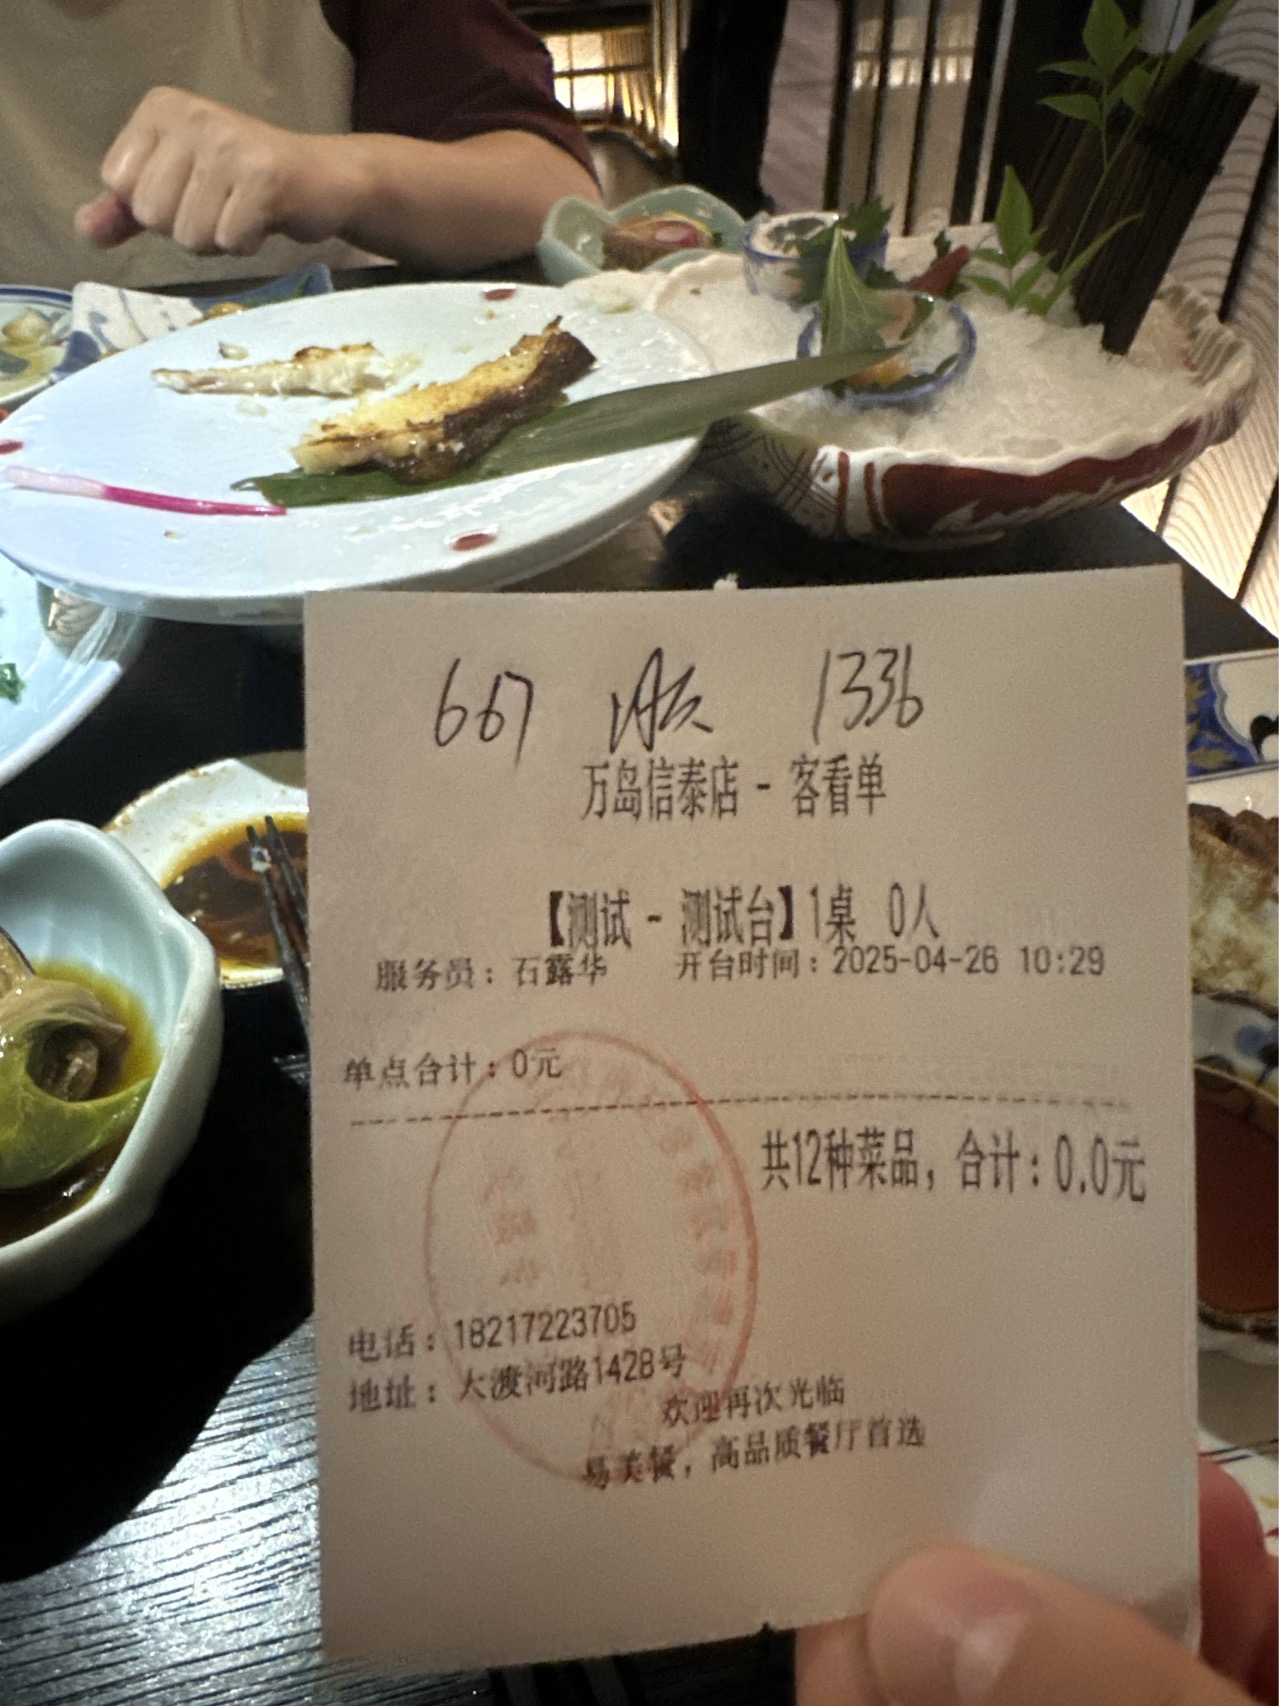 667 1336
万岛信泰店 - 客看单
【测试 - 测试台】1桌 0人
服务员：石露华 开台时间：2025-04-26 10:29
单点合计：0元
共12种菜品，合计：0.0元
电话：18217223705
地址：大渡河路1428号
欢迎再次光临
易美餐，高品质餐厅首选